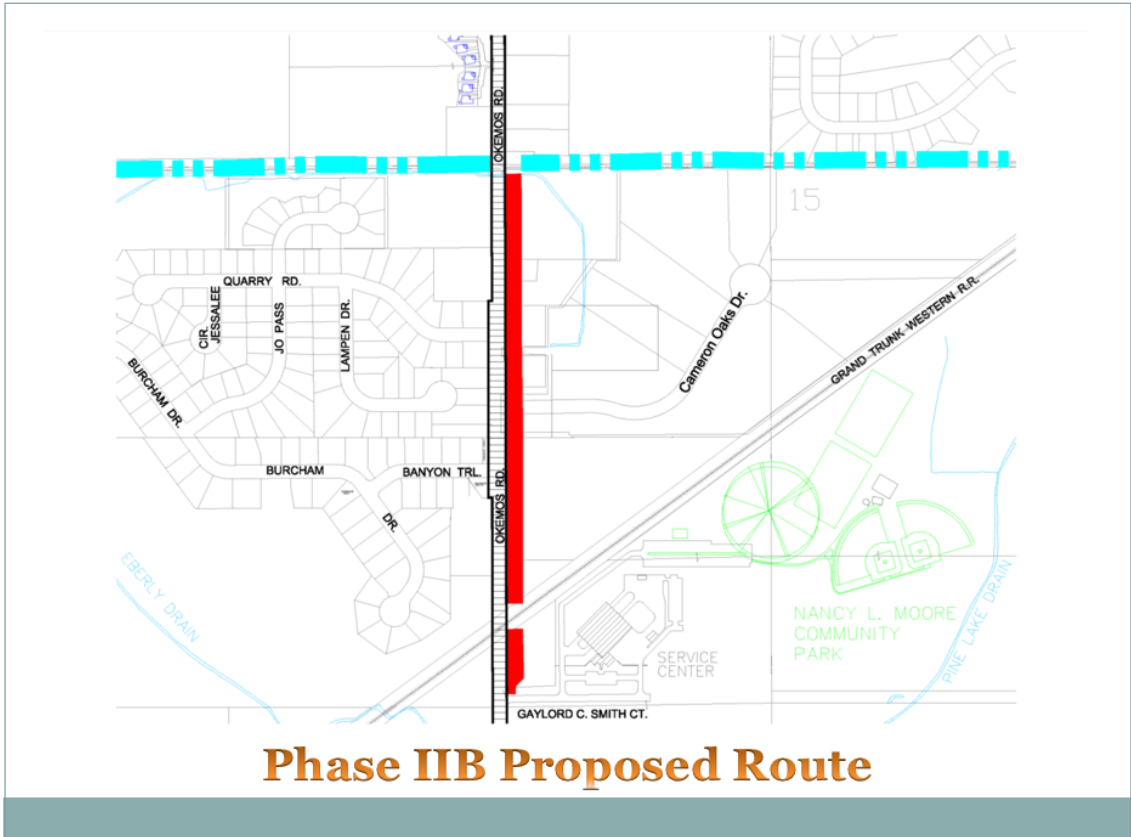 OKEMOS RD.
15
QUARRY RD.
CIR.
JESSALEE
JO PASS
LAMPEN DR.
Cameron Oaks Dr.
GRAND TRUNK WESTERN R.R.
BURCHAM DR.
BURCHAM
BANYON TRL.
DR.
OKEMOS RD.
EBERLY DRAIN
NANCY L. MOORE
COMMUNITY
PARK
PINE LAKE DRAIN
SERVICE
CENTER
GAYLORD C. SMITH CT.
Phase IIB Proposed Route